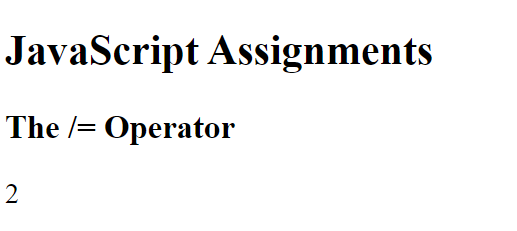 JavaScript Assignments
The /= Operator
2